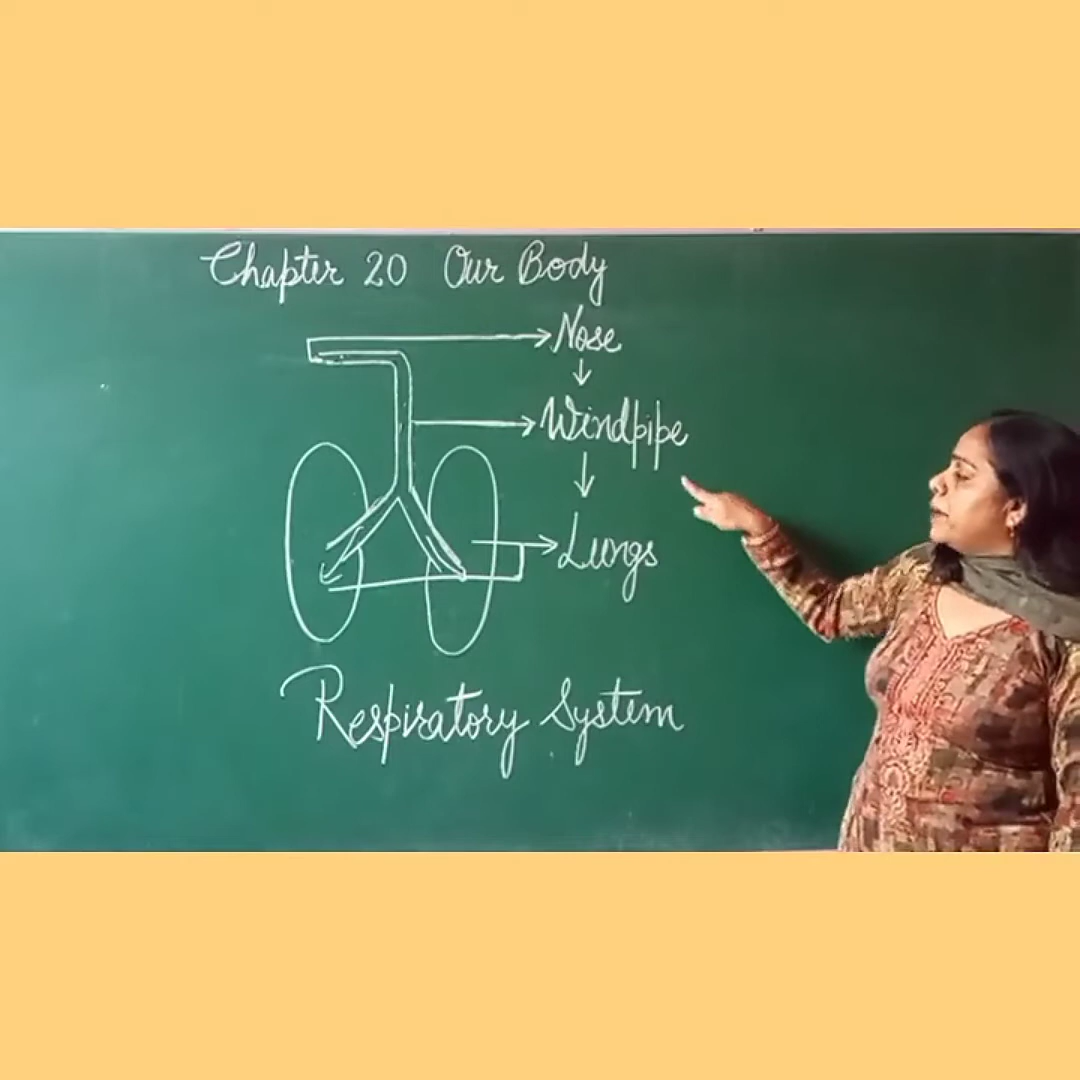 Chapter 20 Our Body
Nose
Windpipe
Lungs
Respiratory System